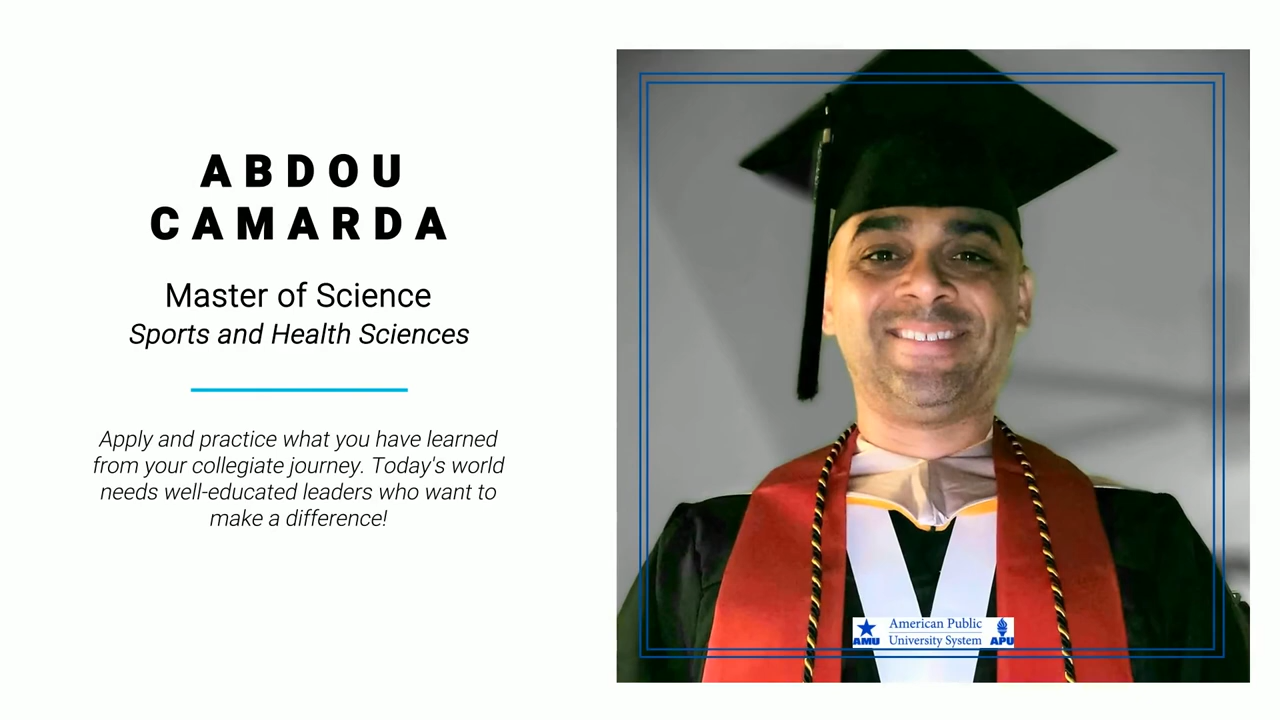 ABDOU
CAMARDA
Master of Science
Sports and Health Sciences
Apply and practice what you have learned
from your collegiate journey. Today's world
needs well-educated leaders who want to
make a difference!
AMU
American Public
University System
APU